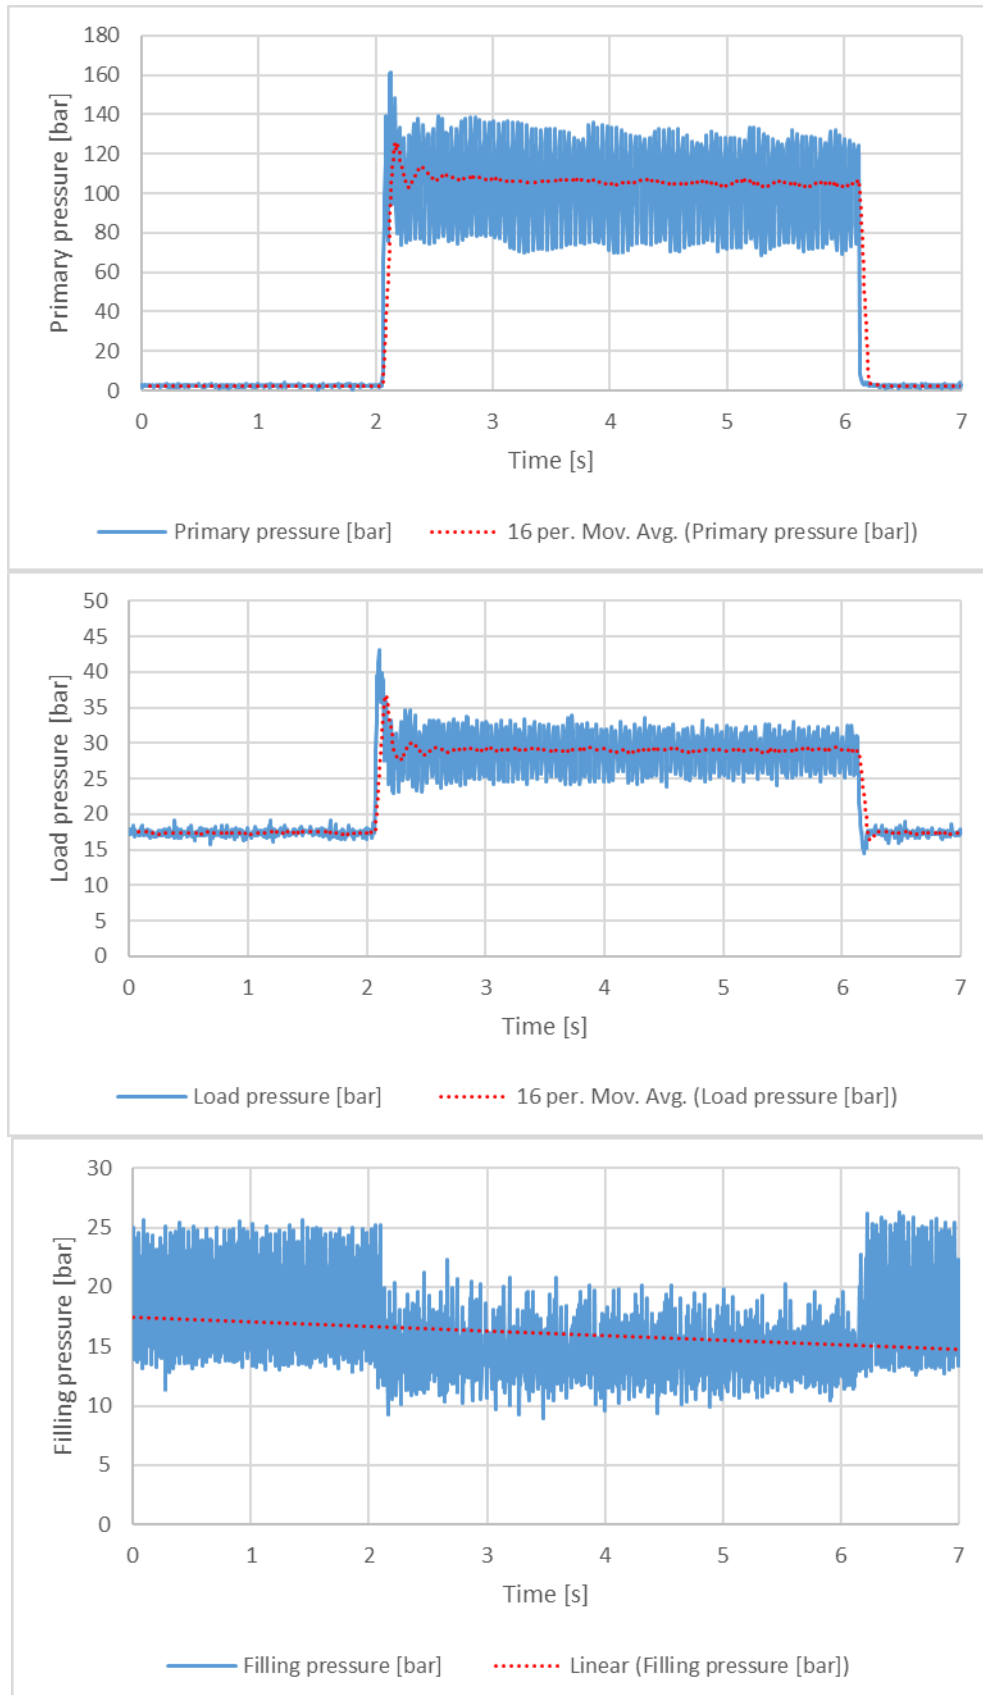 180
160
140
120
100
80
60
40
20
0
Primary pressure [bar]
0 1 2 3 4 5 6 7
Time [s]
Primary pressure [bar] 16 per. Mov. Avg. (Primary pressure [bar])
50
45
40
35
30
25
20
15
10
5
0
Load pressure [bar]
0 1 2 3 4 5 6 7
Time [s]
Load pressure [bar] 16 per. Mov. Avg. (Load pressure [bar])
30
25
20
15
10
5
0
Filling pressure [bar]
0 1 2 3 4 5 6 7
Time [s]
Filling pressure [bar] Linear (Filling pressure [bar])